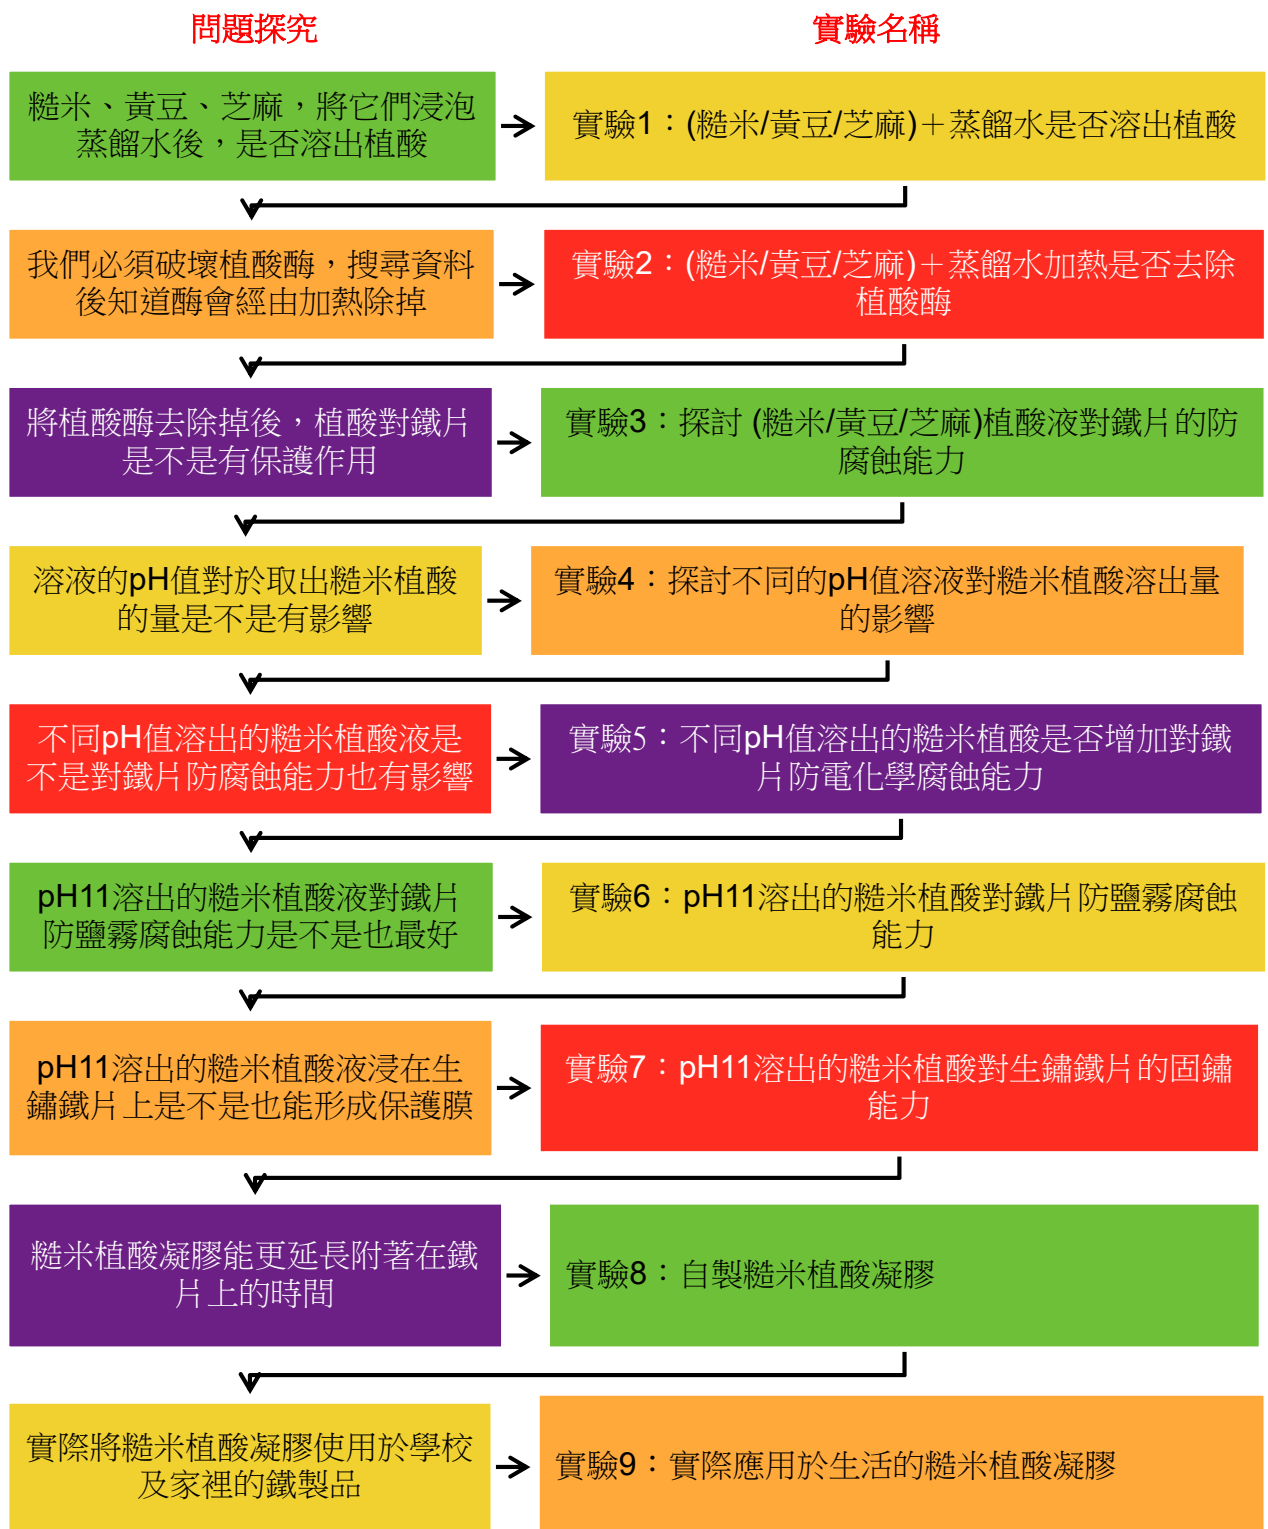 問題探究
實驗名稱
糙米、黃豆、芝麻，將它們浸泡
蒸餾水後，是否溶出植酸
實驗1：(糙米/黃豆/芝麻)＋蒸餾水是否溶出植酸
我們必須破壞植酸酶，搜尋資料
後知道酶會經由加熱除掉
實驗2：(糙米/黃豆/芝麻)＋蒸餾水加熱是否去除
植酸酶
將植酸酶去除掉後，植酸對鐵片
是不是有保護作用
實驗3：探討 (糙米/黃豆/芝麻)植酸液對鐵片的防
腐蝕能力
溶液的pH值對於取出糙米植酸
的量是不是有影響
實驗4：探討不同的pH值溶液對糙米植酸溶出量
的影響
不同pH值溶出的糙米植酸液是
不是對鐵片防腐蝕能力也有影響
實驗5：不同pH值溶出的糙米植酸是否增加對鐵
片防電化學腐蝕能力
pH11溶出的糙米植酸液對鐵片
防鹽霧腐蝕能力是不是也最好
實驗6：pH11溶出的糙米植酸對鐵片防鹽霧腐蝕
能力
pH11溶出的糙米植酸液浸在生
鏽鐵片上是不是也能形成保護膜
實驗7：pH11溶出的糙米植酸對生鏽鐵片的固鏽
能力
糙米植酸凝膠能更延長附著在鐵
片上的時間
實驗8：自製糙米植酸凝膠
實際將糙米植酸凝膠使用於學校
及家裡的鐵製品
實驗9：實際應用於生活的糙米植酸凝膠